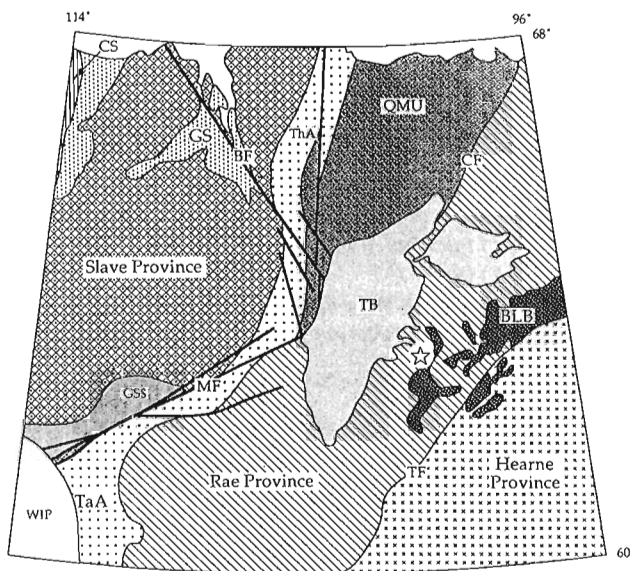 114°
96°
68°
CS
QMU
GS
ThA
BF
CF
Slave Province
TB
BLB
GSS
MF
Rae Province
TF
Hearne
Province
TaA
WIP
60